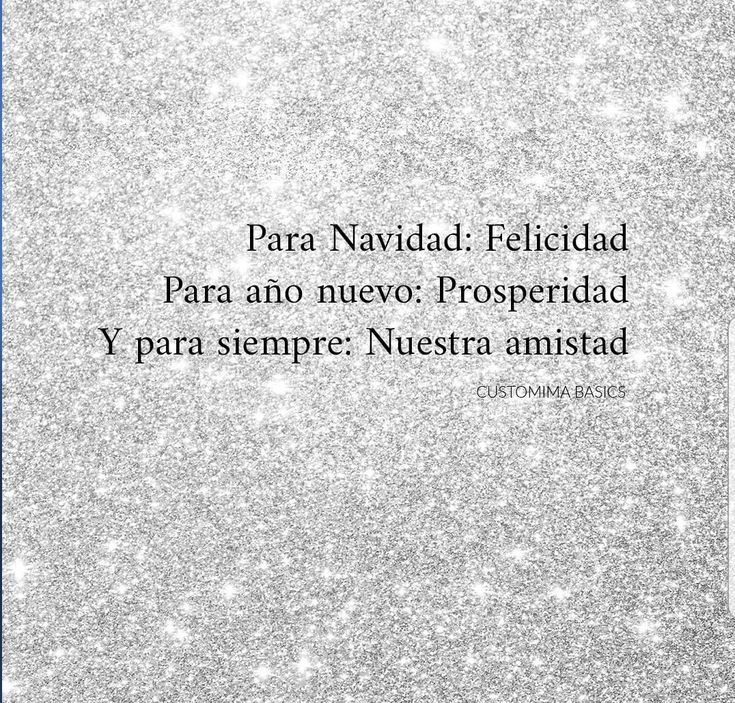 Para Navidad: Felicidad
Para año nuevo: Prosperidad
Y para siempre: Nuestra amistad
CUSTOMIMA BASICS